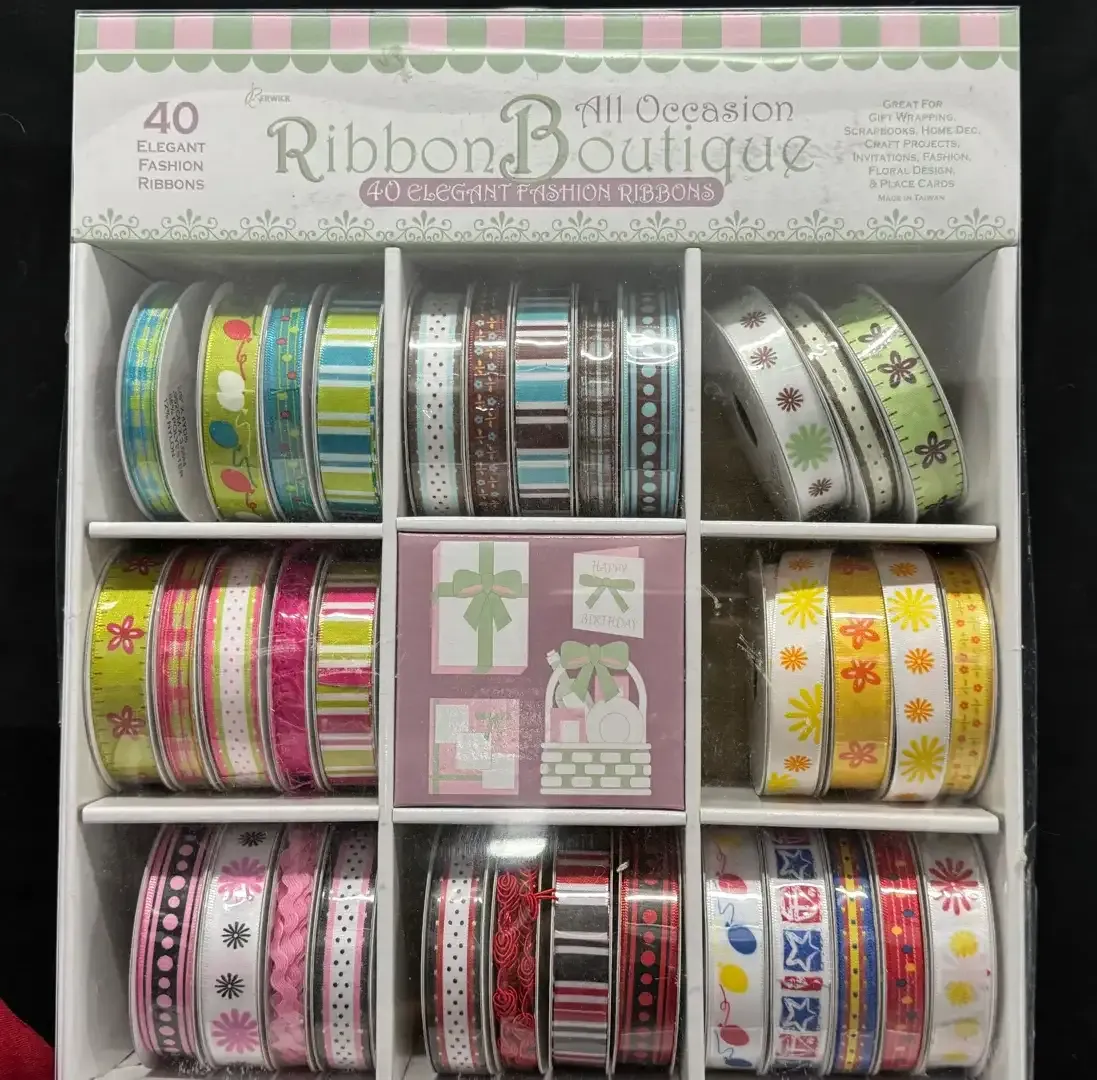 40
ELEGANT
FASHION
RIBBONS
BERWICK
All Occasion
Ribbon Boutique
40 ELEGANT FASHION RIBBONS
GREAT FOR
GIFT WRAPPING,
SCRAPBOOKS, HOME DEC,
CRAFT PROJECTS,
INVITATIONS, FASHION,
FLORAL DESIGN,
& PLACE CARDS
MADE IN TAIWAN
HAPPY
BIRTHDAY